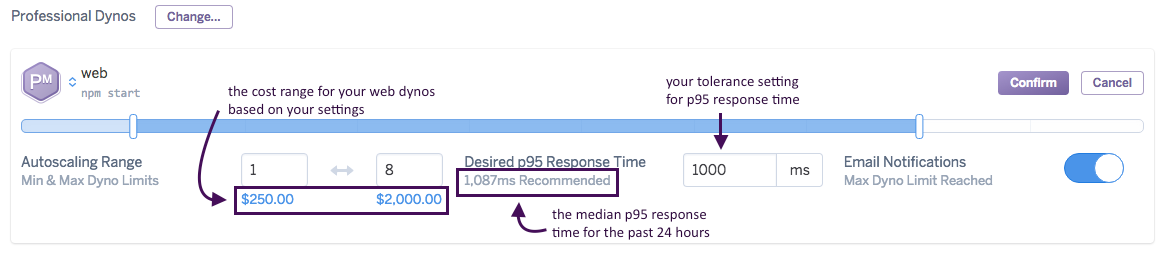 Professional Dynos Change...
PM
web
npm start
the cost range for your web dynos
based on your settings
your tolerance setting
for p95 response time
Confirm Cancel
Autoscaling Range
Min & Max Dyno Limits
1 8
$250.00 $2,000.00
Desired p95 Response Time
1,087ms Recommended
1000 ms
Email Notifications
Max Dyno Limit Reached
the median p95 response
time for the past 24 hours